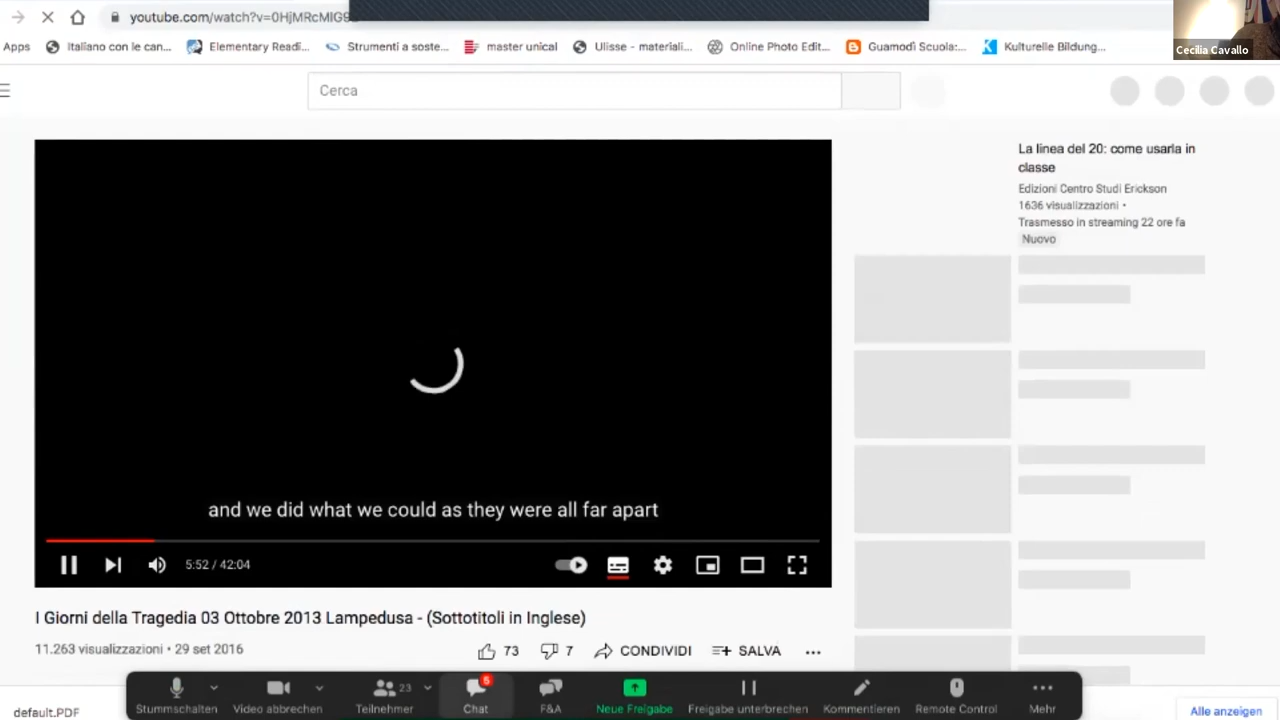 youtube.com/watch?v=0HjMRcMIG9
Cecilia Cavallo
Apps
Italiano con le can...
Elementary Readi...
Strumenti a soste...
master unical
Ulisse - materiali...
Online Photo Edit...
Guamodì Scuola:...
Kulturelle Bildung...
Cerca
La linea del 20: come usarla in
classe
Edizioni Centro Studi Erickson
1636 visualizzazioni •
Trasmesso in streaming 22 ore fa
Nuovo
and we did what we could as they were all far apart
5:52 / 42:04
I Giorni della Tragedia 03 Ottobre 2013 Lampedusa - (Sottotitoli in Inglese)
11.263 visualizzazioni • 29 set 2016
73
7
CONDIVIDI
SALVA
23
Stummschalten
Video abbrechen
Teilnehmer
Chat
F&A
Neue Freigabe
Freigabe unterbrechen
Kommentieren
Remote Control
Mehr
default.PDF
Alle anzeigen